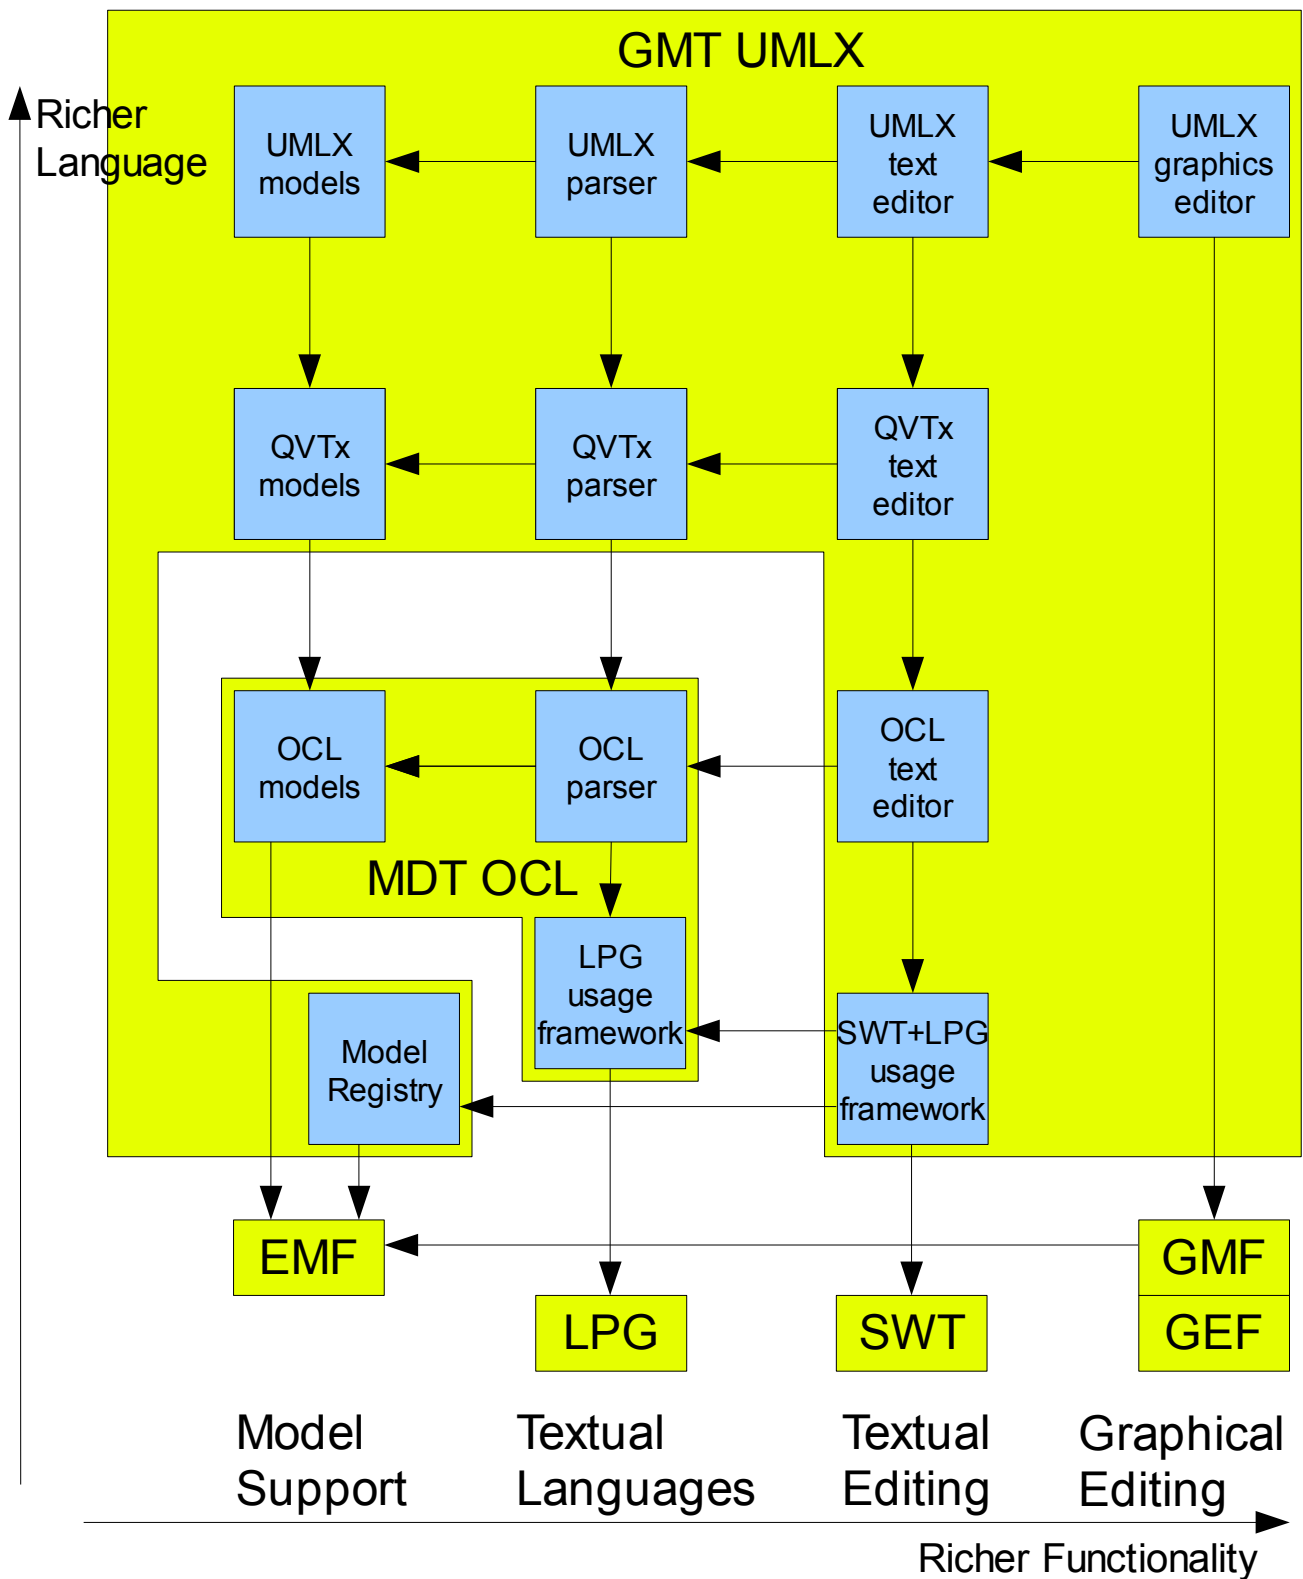 GMT UMLX
Richer
Language
UMLX
models
UMLX
parser
UMLX
text
editor
UMLX
graphics
editor
QVTx
models
QVTx
parser
QVTx
text
editor
OCL
models
OCL
parser
OCL
text
editor
MDT OCL
LPG
usage
framework
Model
Registry
SWT+LPG
usage
framework
EMF
GMF
LPG
SWT
GEF
Model
Support
Textual
Languages
Textual
Editing
Graphical
Editing
Richer Functionality